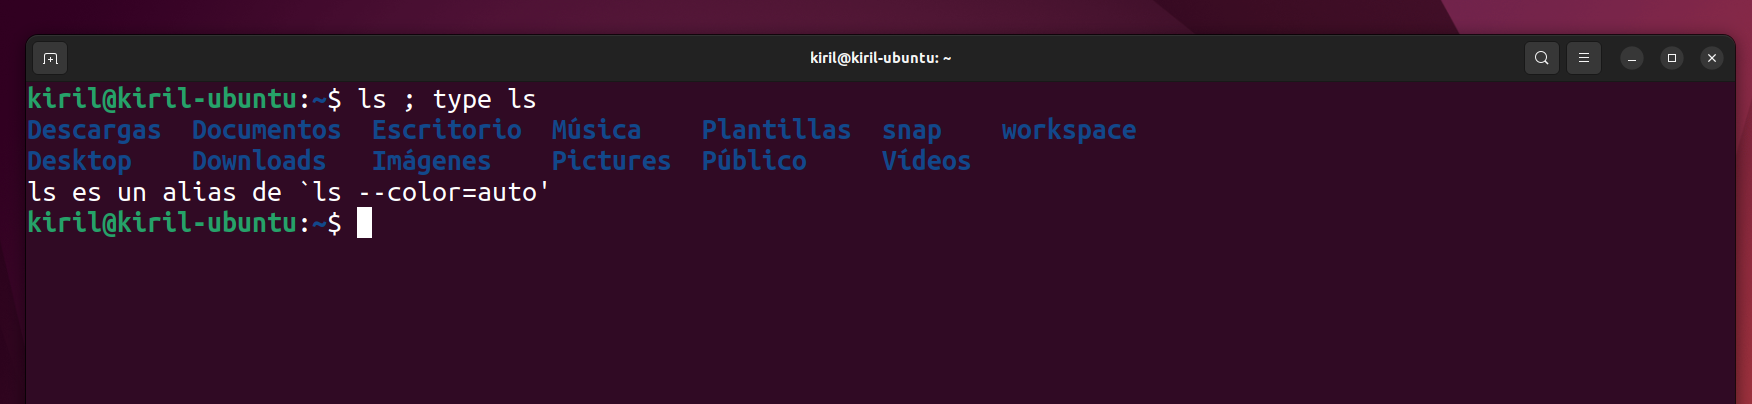 kiril@kiril-ubuntu: ~
kiril@kiril-ubuntu:~$ ls ; type ls
Descargas  Documentos  Escritorio  Música    Plantillas  snap    workspace
Desktop    Downloads   Imágenes    Pictures  Público     Vídeos
ls es un alias de `ls --color=auto'
kiril@kiril-ubuntu:~$